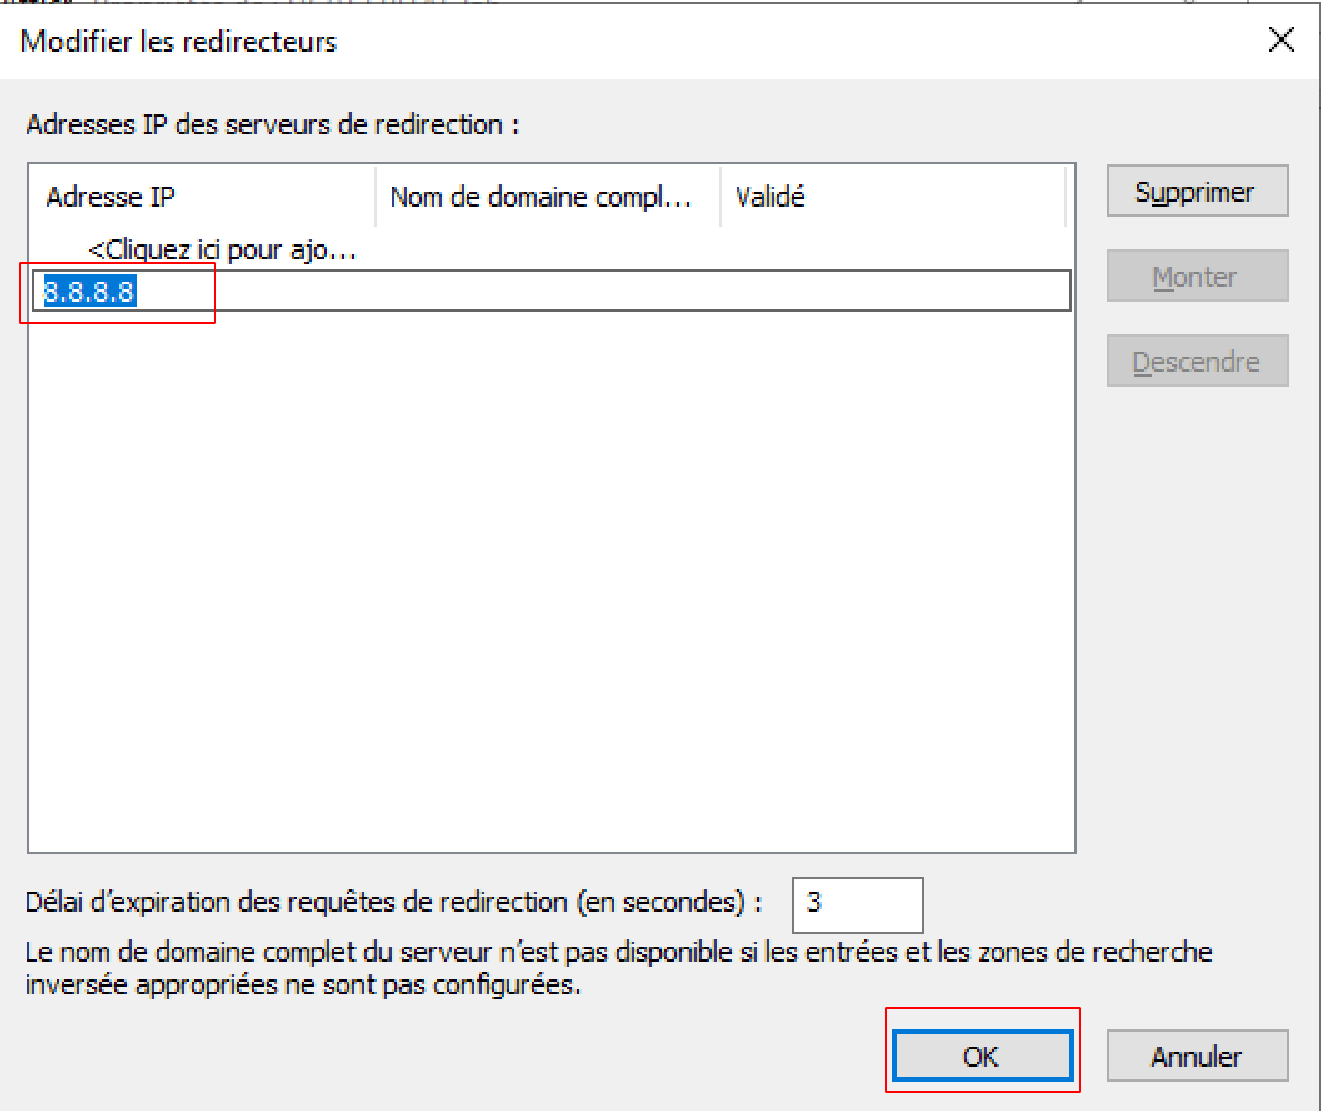 Modifier les redirecteurs
Adresses IP des serveurs de redirection :
Adresse IP
Nom de domaine compl...
Validé
Supprimer
<Cliquez ici pour ajo...
8.8.8.8
Monter
Descendre
Délai d'expiration des requêtes de redirection (en secondes) :
3
Le nom de domaine complet du serveur n'est pas disponible si les entrées et les zones de recherche
inversée appropriées ne sont pas configurées.
OK
Annuler